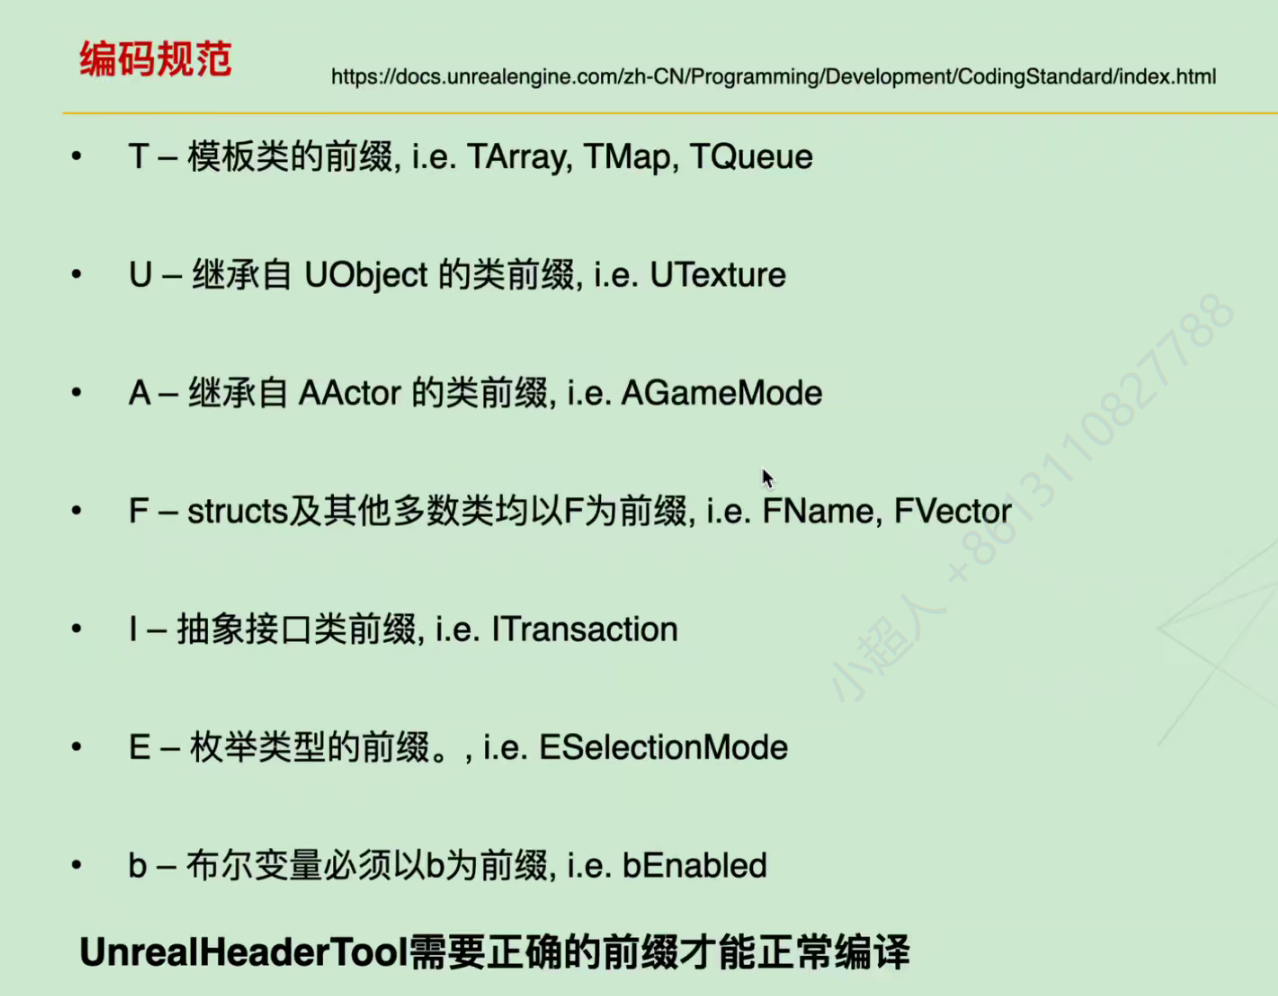 编码规范
https://docs.unrealengine.com/zh-CN/Programming/Development/CodingStandard/index.html
• T – 模板类的前缀, i.e. TArray, TMap, TQueue
• U – 继承自 UObject 的类前缀, i.e. UTexture
• A – 继承自 AActor 的类前缀, i.e. AGameMode
• F – structs及其他多数类均以F为前缀, i.e. FName, FVector
• I – 抽象接口类前缀, i.e. ITransaction
• E – 枚举类型的前缀。, i.e. ESelectionMode
• b – 布尔变量必须以b为前缀, i.e. bEnabled
UnrealHeaderTool需要正确的前缀才能正常编译
小超人 +8613110827788